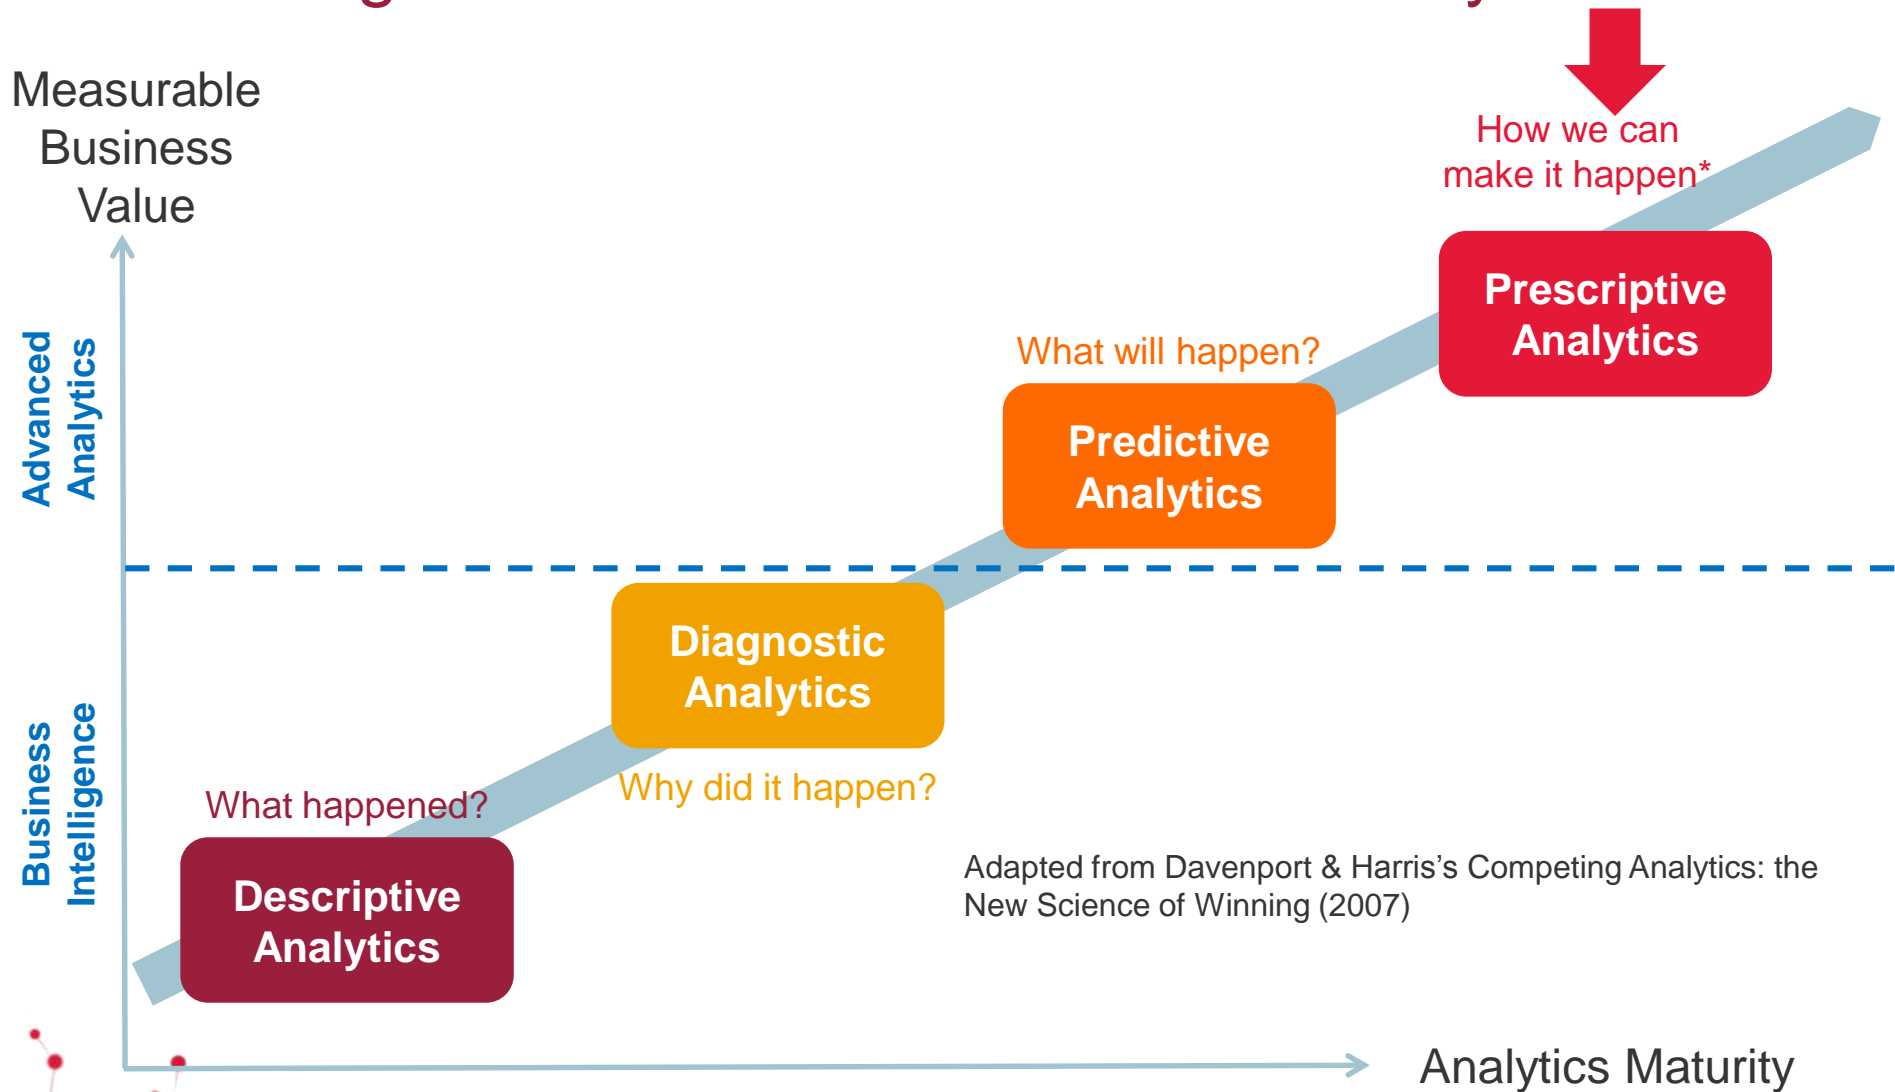 Measurable
Business
Value
How we can
make it happen*
Prescriptive
Analytics
Advanced
Analytics
What will happen?
Predictive
Analytics
Diagnostic
Analytics
Why did it happen?
Business
Intelligence
What happened?
Descriptive
Analytics
Adapted from Davenport & Harris’s Competing Analytics: the
New Science of Winning (2007)
Analytics Maturity